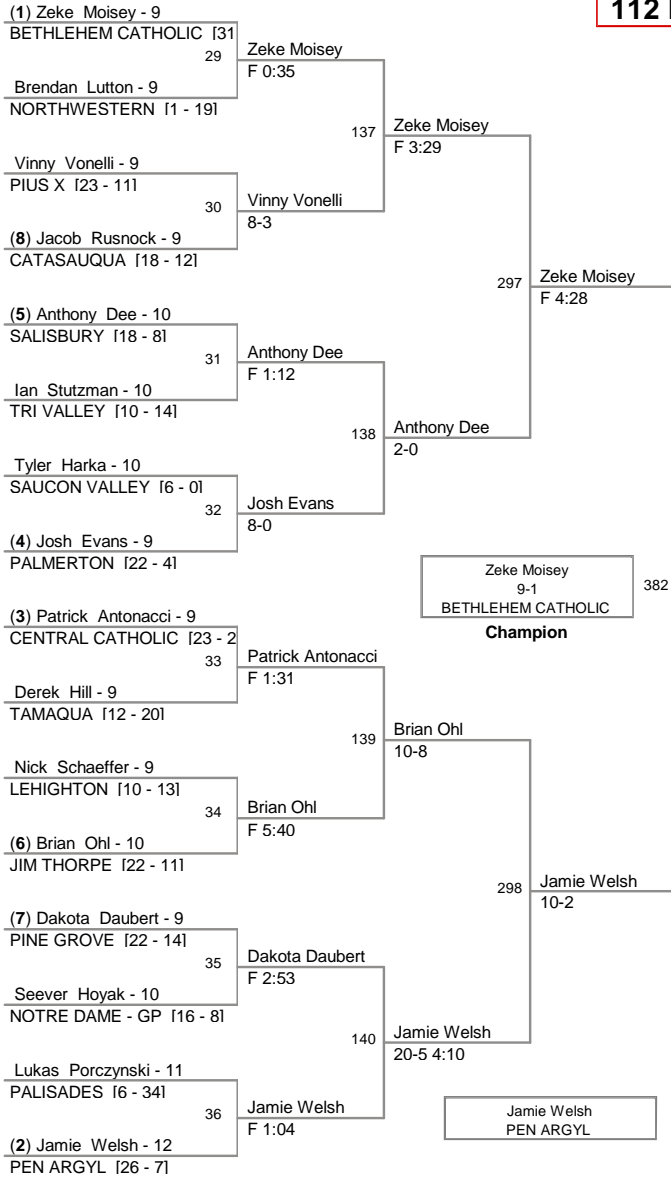 112
(1) Zeke Moisey - 9
BETHLEHEM CATHOLIC [31
29
Zeke Moisey
F 0:35
Brendan Lutton - 9
NORTHWESTERN [1 - 19]
137
Zeke Moisey
F 3:29
Vinny Vonelli - 9
PIUS X [23 - 11]
30
Vinny Vonelli
8-3
(8) Jacob Rusnock - 9
CATASAUQUA [18 - 12]
297
Zeke Moisey
F 4:28
(5) Anthony Dee - 10
SALISBURY [18 - 8]
31
Anthony Dee
F 1:12
Ian Stutzman - 10
TRI VALLEY [10 - 14]
138
Anthony Dee
2-0
Tyler Harka - 10
SAUCON VALLEY [6 - 0]
32
Josh Evans
8-0
(4) Josh Evans - 9
PALMERTON [22 - 4]
Zeke Moisey
9-1
BETHLEHEM CATHOLIC
382
Champion
(3) Patrick Antonacci - 9
CENTRAL CATHOLIC [23 - 2
33
Patrick Antonacci
F 1:31
Derek Hill - 9
TAMAQUA [12 - 20]
139
Brian Ohl
10-8
Nick Schaeffer - 9
LEHIGHTON [10 - 13]
34
Brian Ohl
F 5:40
(6) Brian Ohl - 10
JIM THORPE [22 - 11]
298
Jamie Welsh
10-2
(7) Dakota Daubert - 9
PINE GROVE [22 - 14]
35
Dakota Daubert
F 2:53
Seever Hoyak - 10
NOTRE DAME - GP [16 - 8]
140
Jamie Welsh
20-5 4:10
Lukas Porczynski - 11
PALISADES [6 - 34]
36
Jamie Welsh
F 1:04
(2) Jamie Welsh - 12
PEN ARGYL [26 - 7]
Jamie Welsh
PEN ARGYL